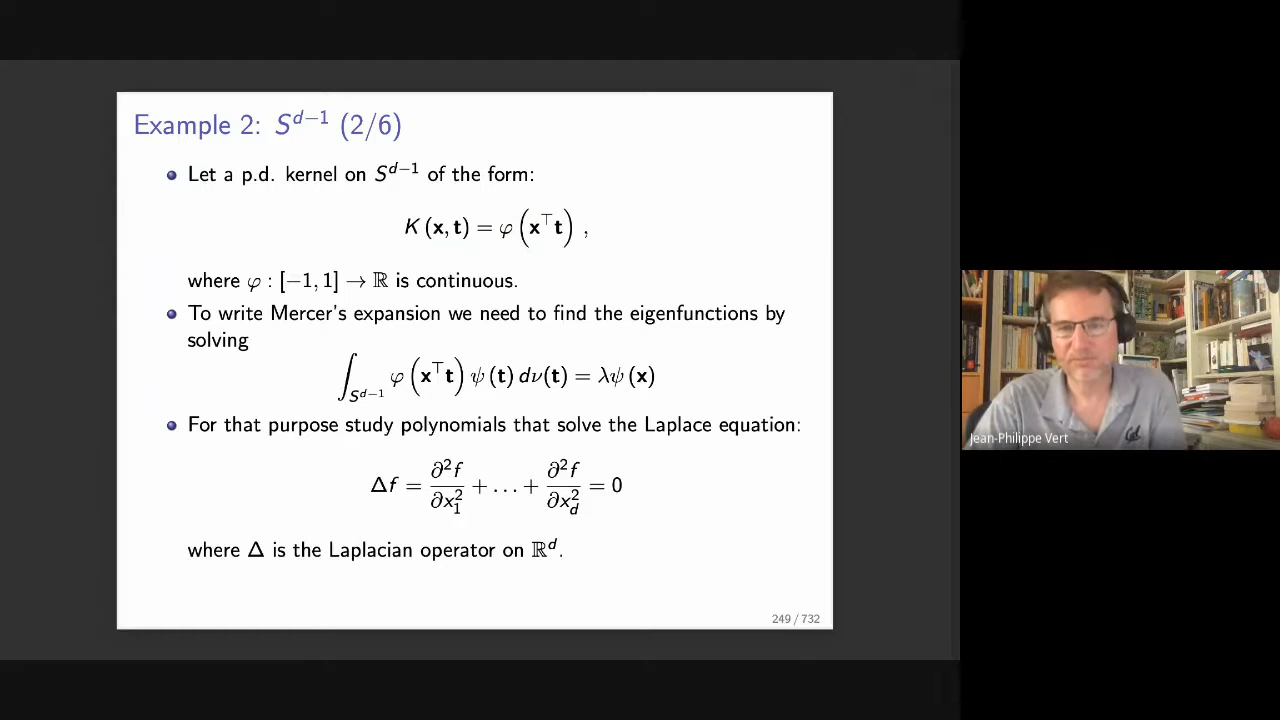 Example 2: S^{d−1} (2/6)
Let a p.d. kernel on S^{d−1} of the form:
K (x, t) = φ (x^⊤ t) ,
where φ : [−1, 1] → ℝ is continuous.
To write Mercer's expansion we need to find the eigenfunctions by
solving
∫_{S^{d−1}} φ (x^⊤ t) ψ (t) dν(t) = λψ (x)
For that purpose study polynomials that solve the Laplace equation:
Δf = ∂²f/∂x₁² + … + ∂²f/∂x_d² = 0
where Δ is the Laplacian operator on ℝ^d.
249 / 732
Jean-Philippe Vert
Cal